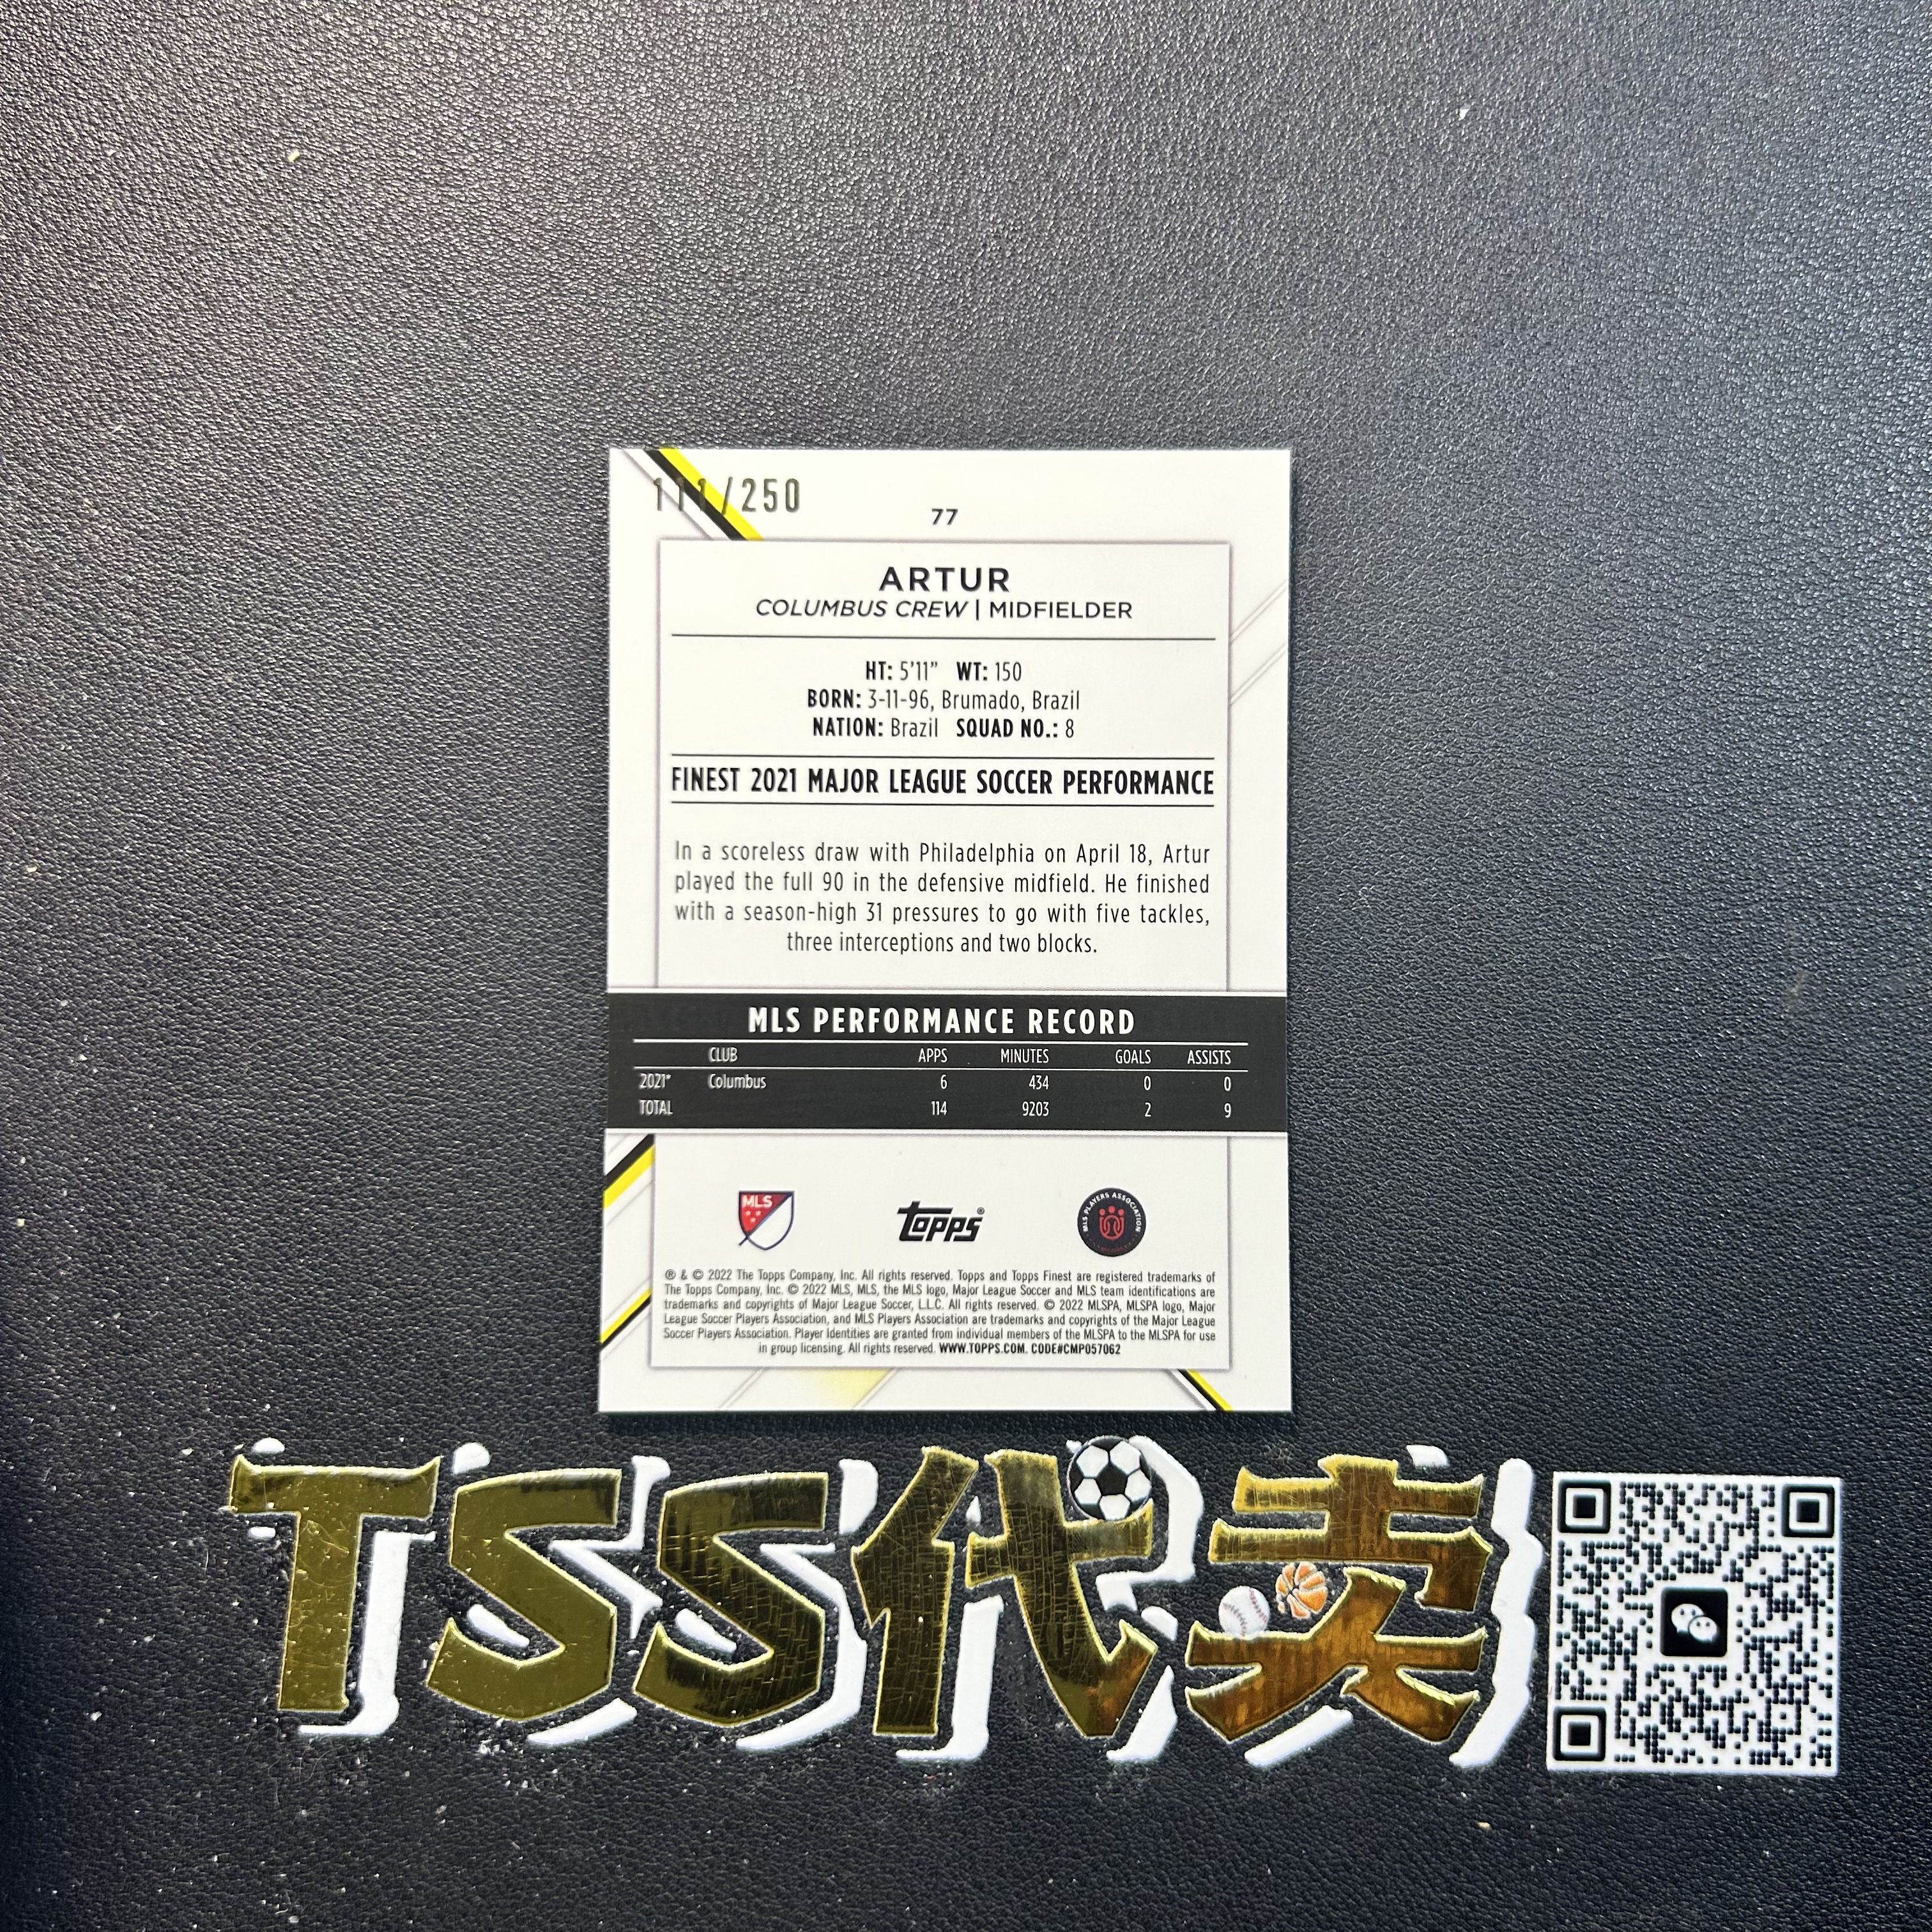 111/250
77
ARTUR
COLUMBUS CREW | MIDFIELDER
HT: 5'11" WT: 150
BORN: 3-11-96, Brumado, Brazil
NATION: Brazil SQUAD NO.: 8
FINEST 2021 MAJOR LEAGUE SOCCER PERFORMANCE
In a scoreless draw with Philadelphia on April 18, Artur
played the full 90 in the defensive midfield. He finished
with a season-high 31 pressures to go with five tackles,
three interceptions and two blocks.
MLS PERFORMANCE RECORD
CLUB APPS MINUTES GOALS ASSISTS
2021* Columbus 6 434 0 0
TOTAL 114 9203 2 9
MLS
topps®
MLS PLAYERS ASSOCIATION
® & © 2022 The Topps Company, Inc. All rights reserved. Topps and Topps Finest are registered trademarks of
The Topps Company, Inc. © 2022 MLS, MLS, the MLS logo, Major League Soccer and MLS team identifications are
trademarks and copyrights of Major League Soccer, L.L.C. All rights reserved. © 2022 MLSPA, MLSPA logo, Major
League Soccer Players Association, and MLS Players Association are trademarks and copyrights of the Major League
Soccer Players Association. Player Identities are granted from individual members of the MLSPA to the MLSPA for use
in group licensing. All rights reserved. WWW.TOPPS.COM. CODE#CMP057062
TSS代卖